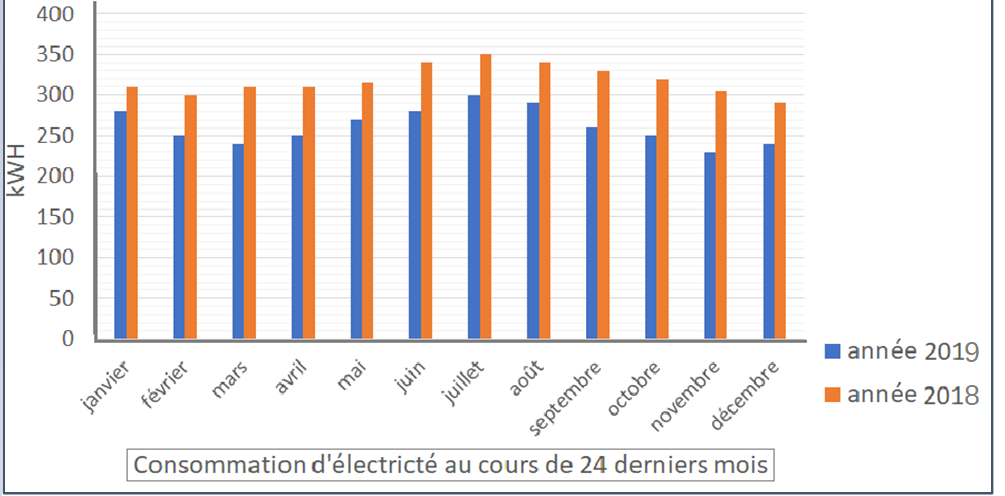 400
350
300
250
200
150
100
50
0
kWH
janvier
février
mars
avril
mai
juin
juillet
août
septembre
octobre
novembre
décembre
année 2019
année 2018
Consommation d'électricté au cours de 24 derniers mois